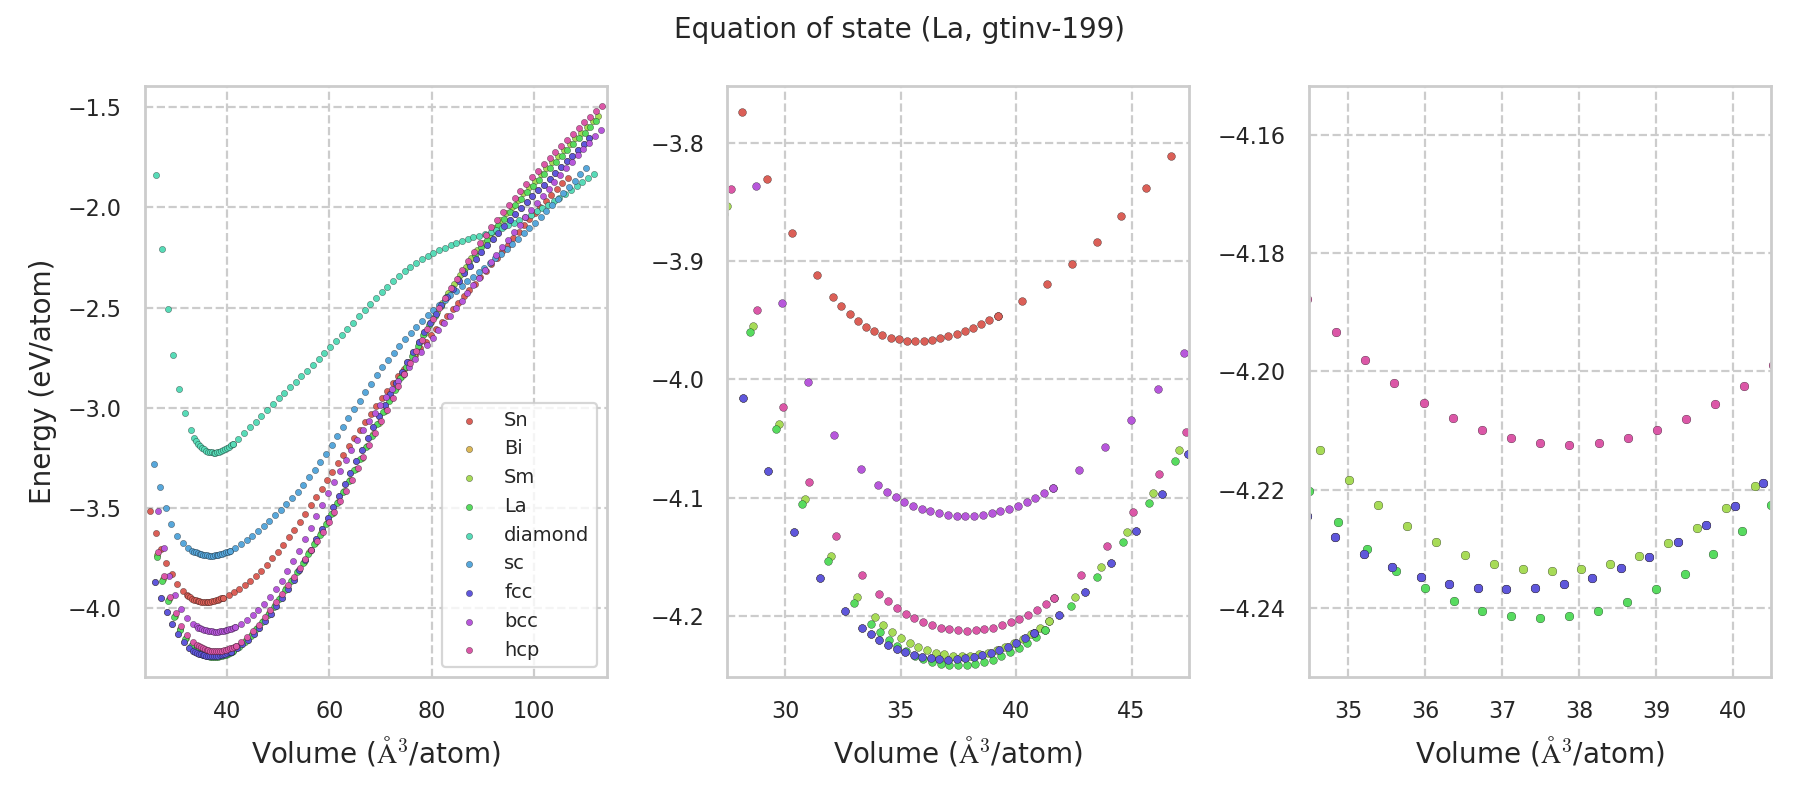 Equation of state (La, gtinv-199)
Energy (eV/atom)
−1.5
−2.0
−2.5
−3.0
−3.5
−4.0
40 60 80 100
Volume (Å³/atom)
Sn
Bi
Sm
La
diamond
sc
fcc
bcc
hcp
−3.8
−3.9
−4.0
−4.1
−4.2
30 35 40 45
Volume (Å³/atom)
−4.16
−4.18
−4.20
−4.22
−4.24
35 36 37 38 39 40
Volume (Å³/atom)